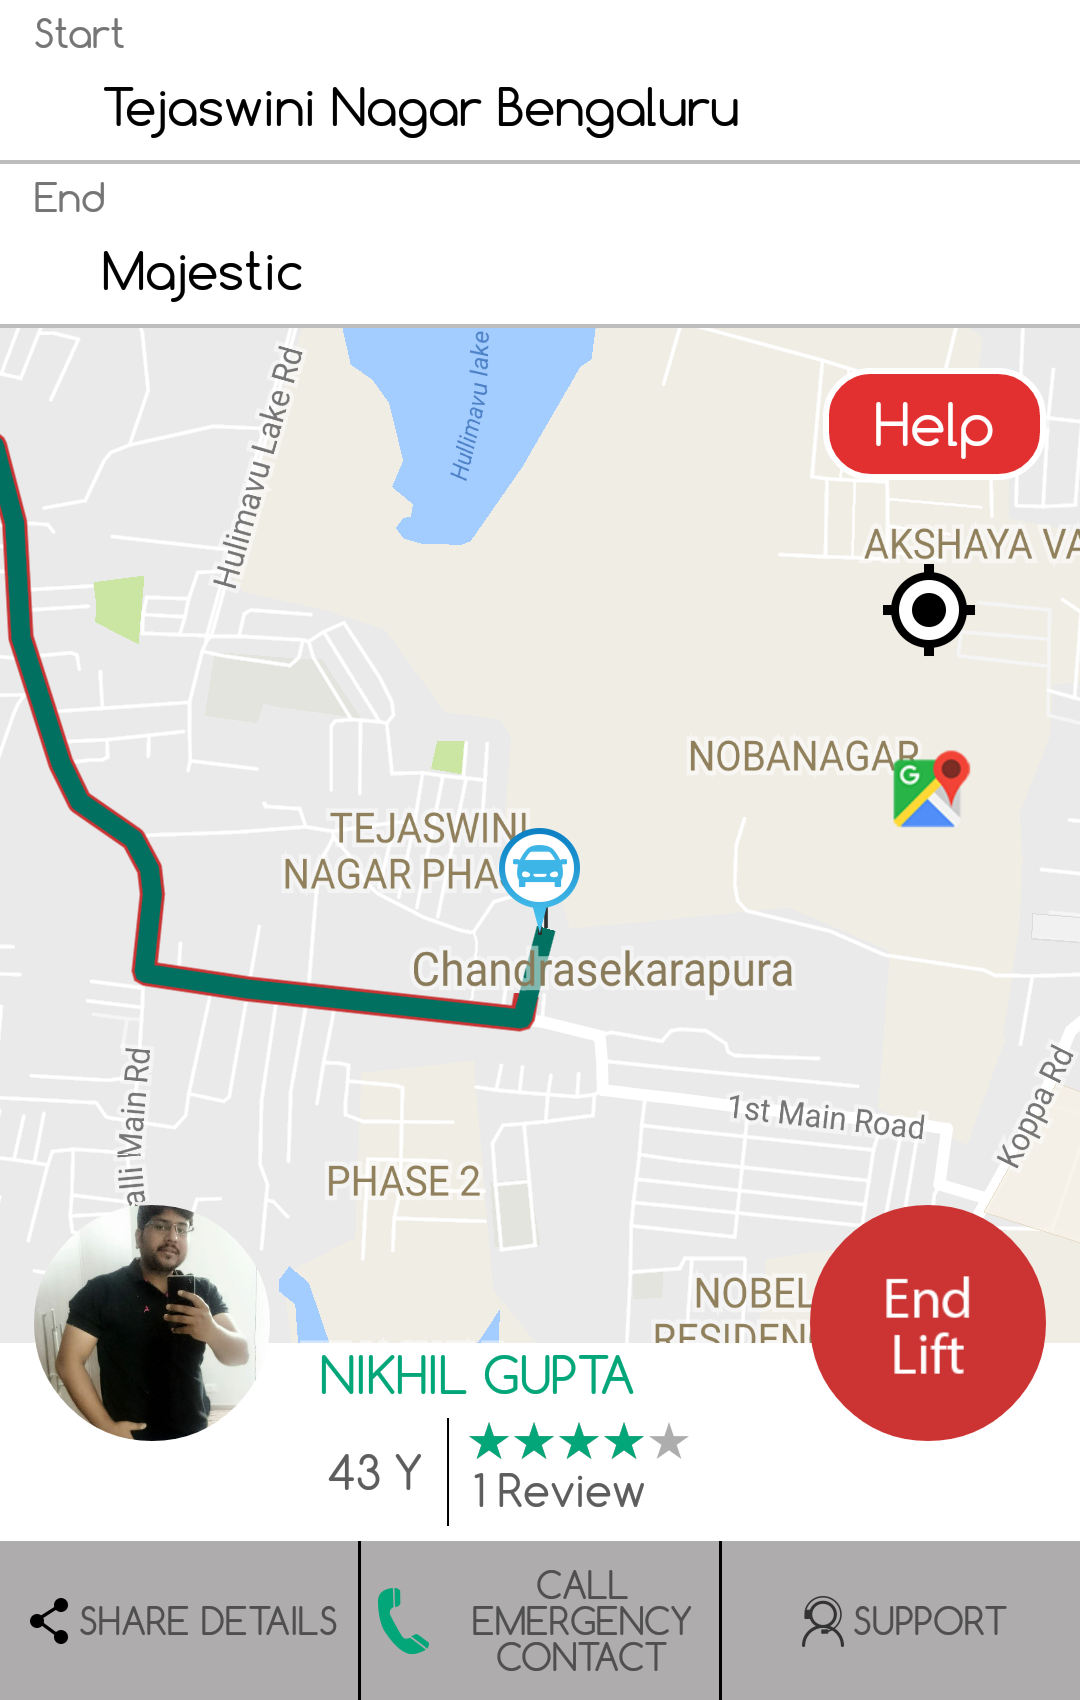 Start
Tejaswini Nagar Bengaluru
End
Majestic
Hullimavu lake
Hulimavu Lake Rd
Help
AKSHAYA VA
NOBANAGAR
G
TEJASWINI
NAGAR PHA
Chandrasekarapura
alli Main Rd
1st Main Road
Koppa Rd
PHASE 2
NOBEL
RESIDEN
End
Lift
NIKHIL GUPTA
43 Y
1 Review
SHARE DETAILS
CALL
EMERGENCY
CONTACT
SUPPORT